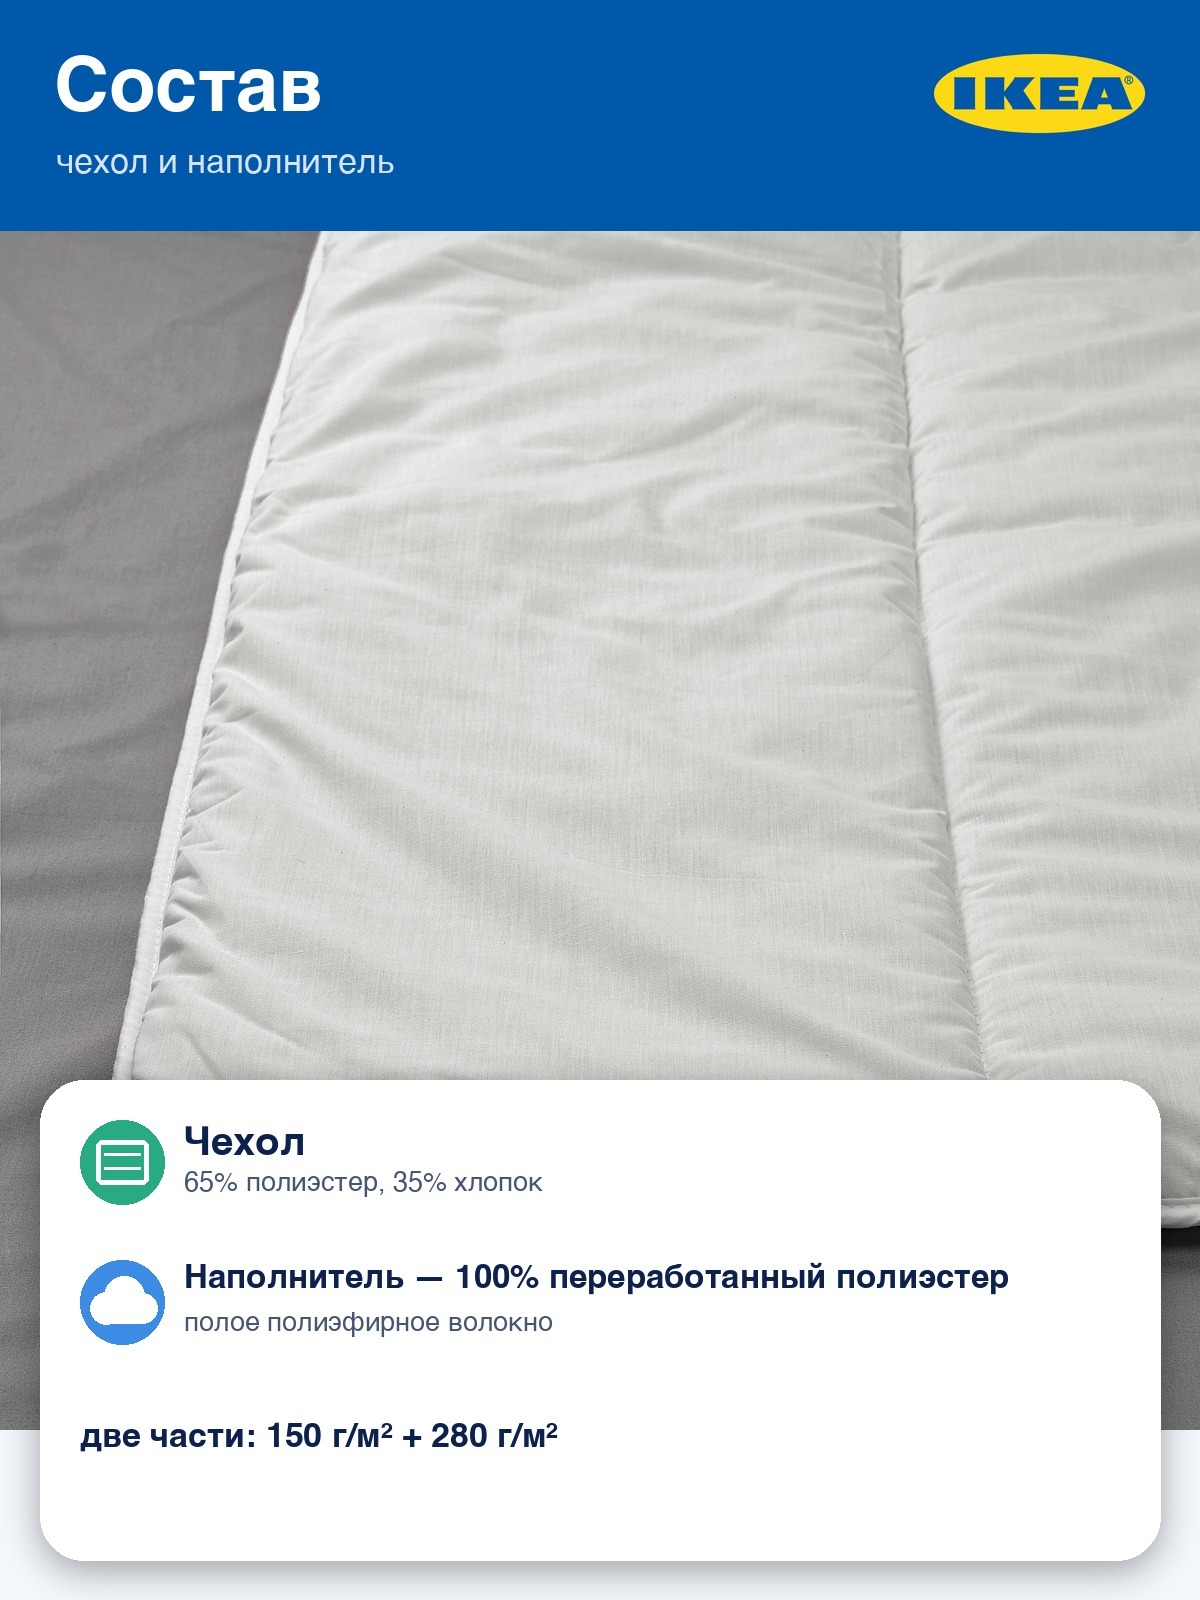 Состав
IKEA®
чехол и наполнитель
Чехол
65% полиэстер, 35% хлопок
Наполнитель — 100% переработанный полиэстер
полое полиэфирное волокно
две части: 150 г/м² + 280 г/м²